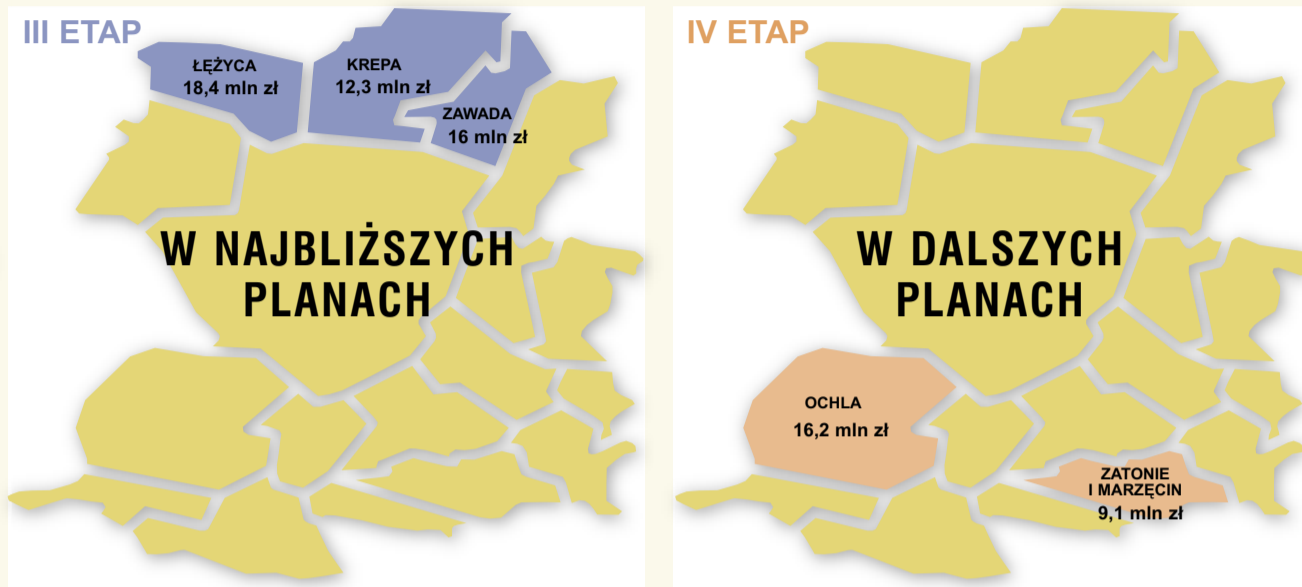 III ETAP
ŁĘŻYCA
18,4 mln zł
KREPA
12,3 mln zł
ZAWADA
16 mln zł
W NAJBLIŻSZYCH
PLANACH
IV ETAP
W DALSZYCH
PLANACH
OCHLA
16,2 mln zł
ZATONIE
I MARZĘCIN
9,1 mln zł